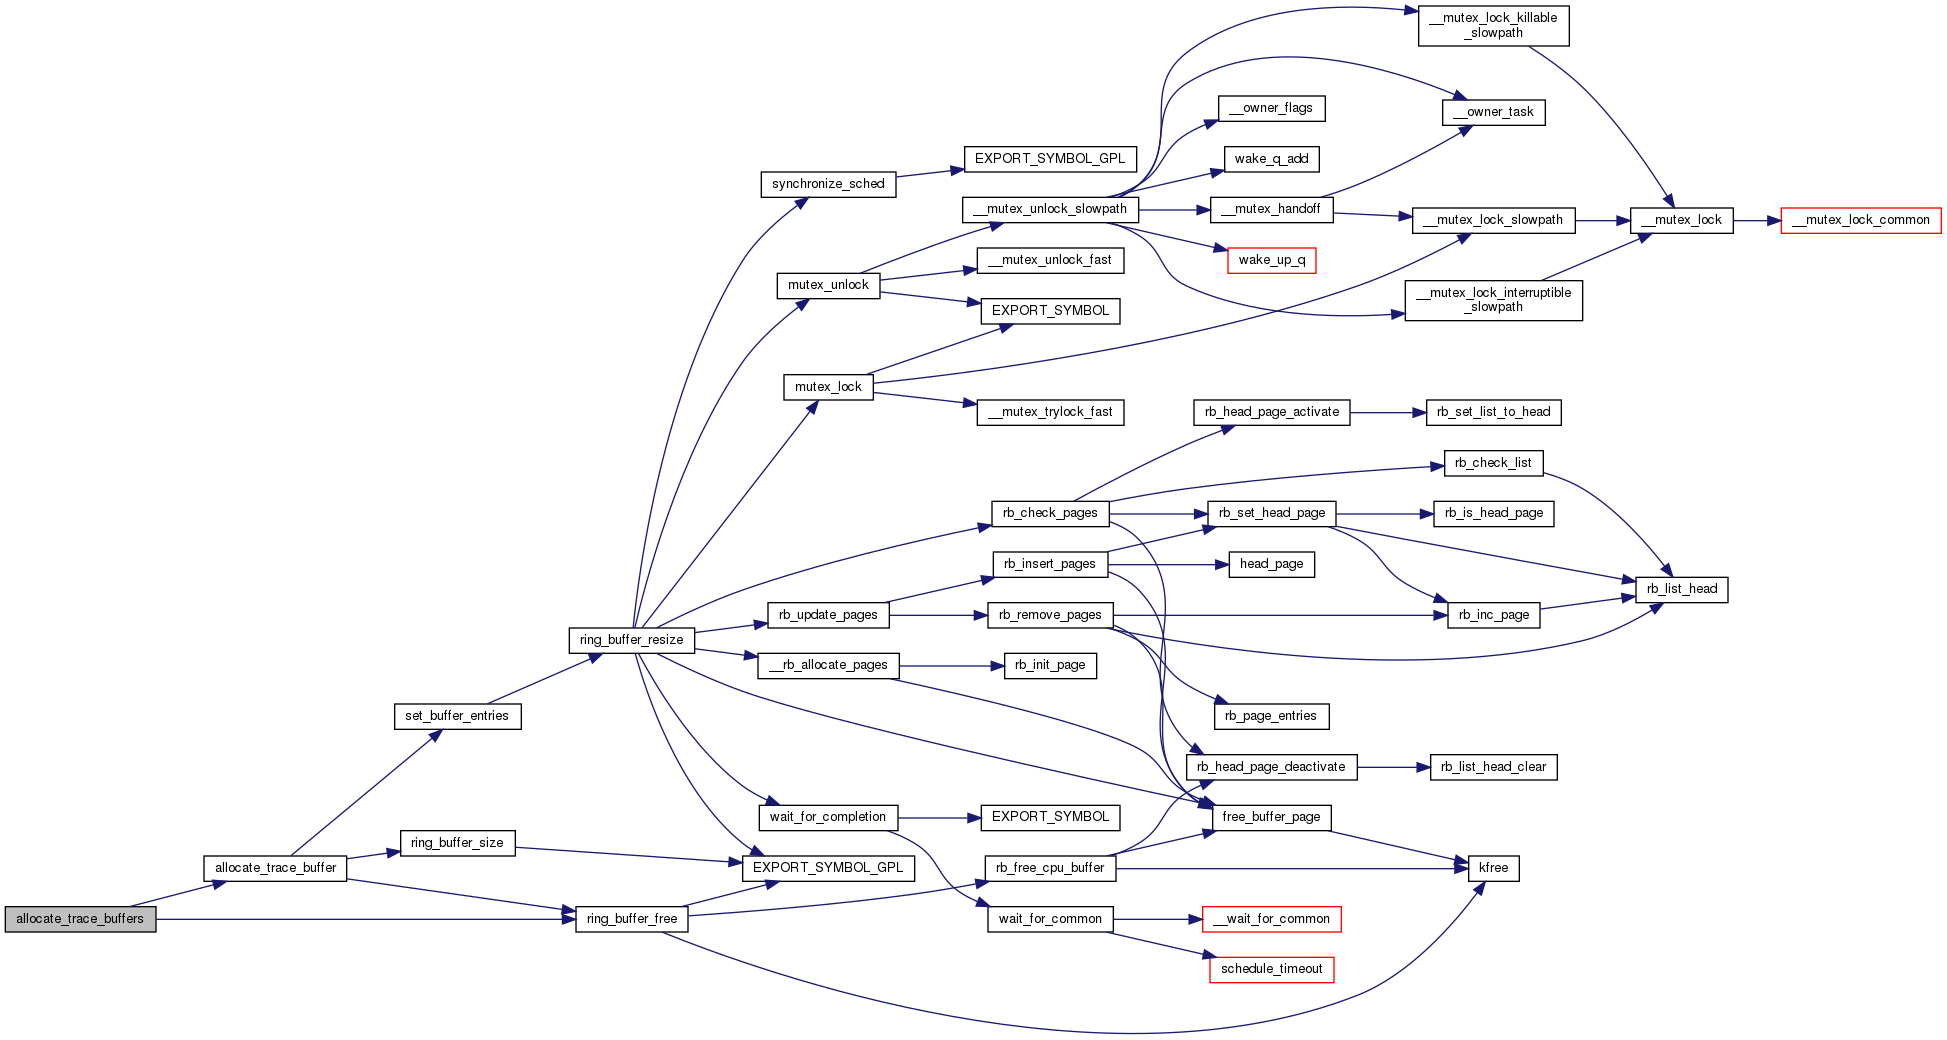 __mutex_lock_killable
_slowpath
__owner_flags
__owner_task
EXPORT_SYMBOL_GPL
wake_q_add
synchronize_sched
__mutex_unlock_slowpath
__mutex_handoff
__mutex_lock_slowpath
__mutex_lock
__mutex_lock_common
__mutex_unlock_fast
wake_up_q
mutex_unlock
__mutex_lock_interruptible
_slowpath
EXPORT_SYMBOL
mutex_lock
__mutex_trylock_fast
rb_head_page_activate
rb_set_list_to_head
rb_check_list
rb_check_pages
rb_set_head_page
rb_is_head_page
rb_insert_pages
head_page
rb_list_head
rb_update_pages
rb_remove_pages
rb_inc_page
ring_buffer_resize
__rb_allocate_pages
rb_init_page
set_buffer_entries
rb_page_entries
rb_head_page_deactivate
rb_list_head_clear
wait_for_completion
EXPORT_SYMBOL
free_buffer_page
ring_buffer_size
allocate_trace_buffer
EXPORT_SYMBOL_GPL
rb_free_cpu_buffer
kfree
allocate_trace_buffers
ring_buffer_free
wait_for_common
__wait_for_common
schedule_timeout